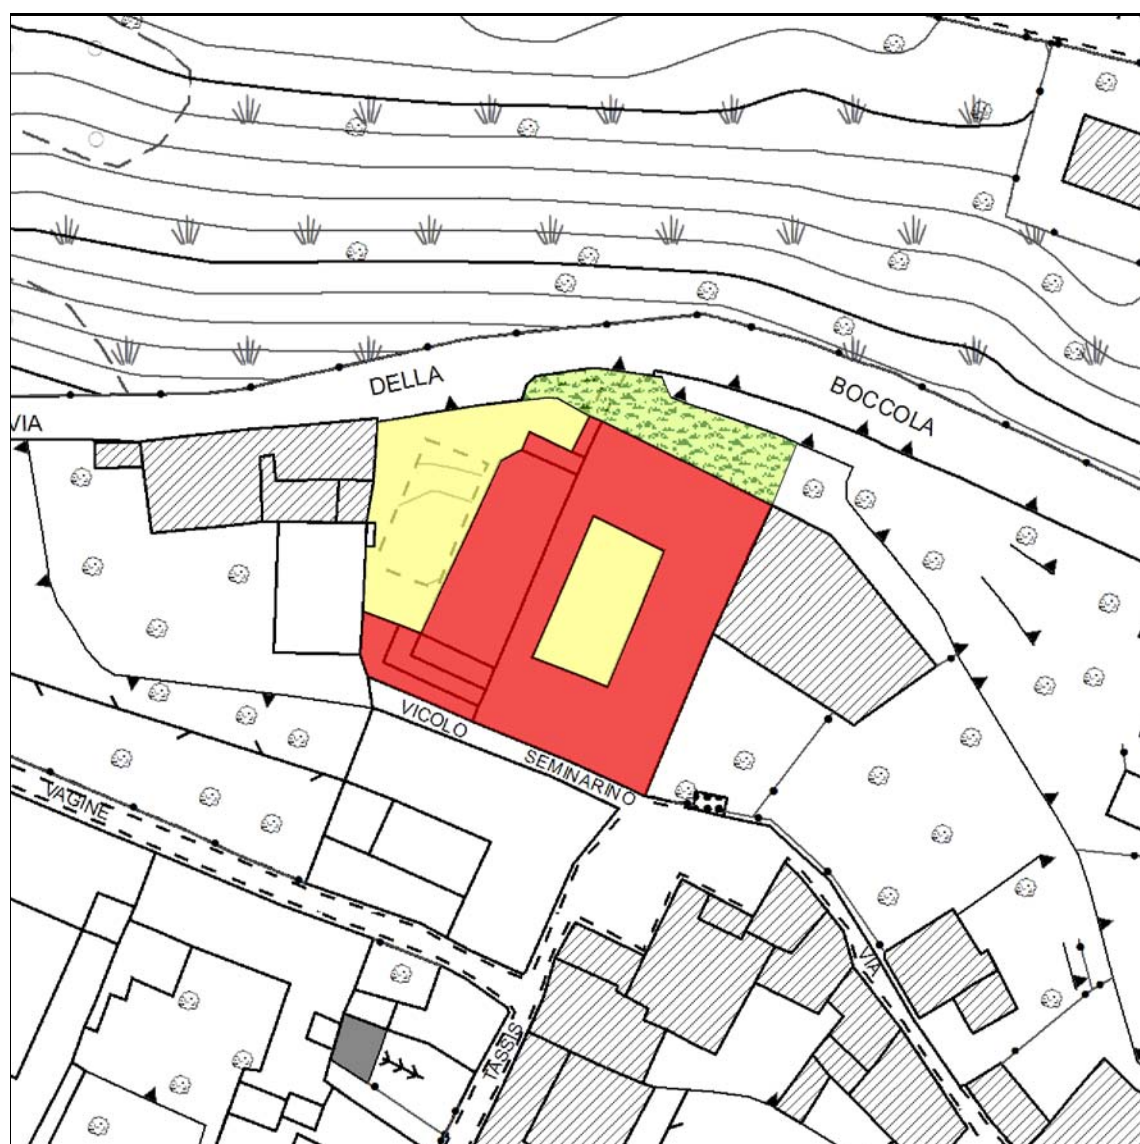 DELLA
BOCCOLA
VIA
VICOLO
SEMINARINO
VAGINE
VIA
TASSIS